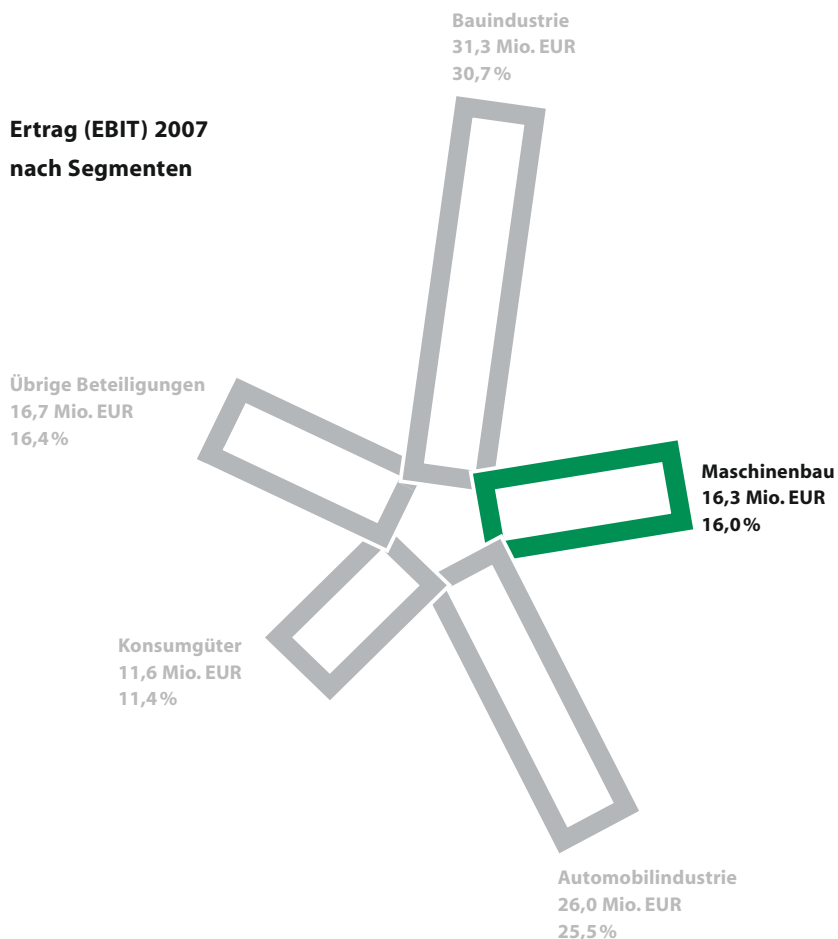 Bauindustrie
31,3 Mio. EUR
30,7 %
Ertrag (EBIT) 2007
nach Segmenten
Übrige Beteiligungen
16,7 Mio. EUR
16,4 %
Maschinenbau
16,3 Mio. EUR
16,0 %
Konsumgüter
11,6 Mio. EUR
11,4 %
Automobilindustrie
26,0 Mio. EUR
25,5 %